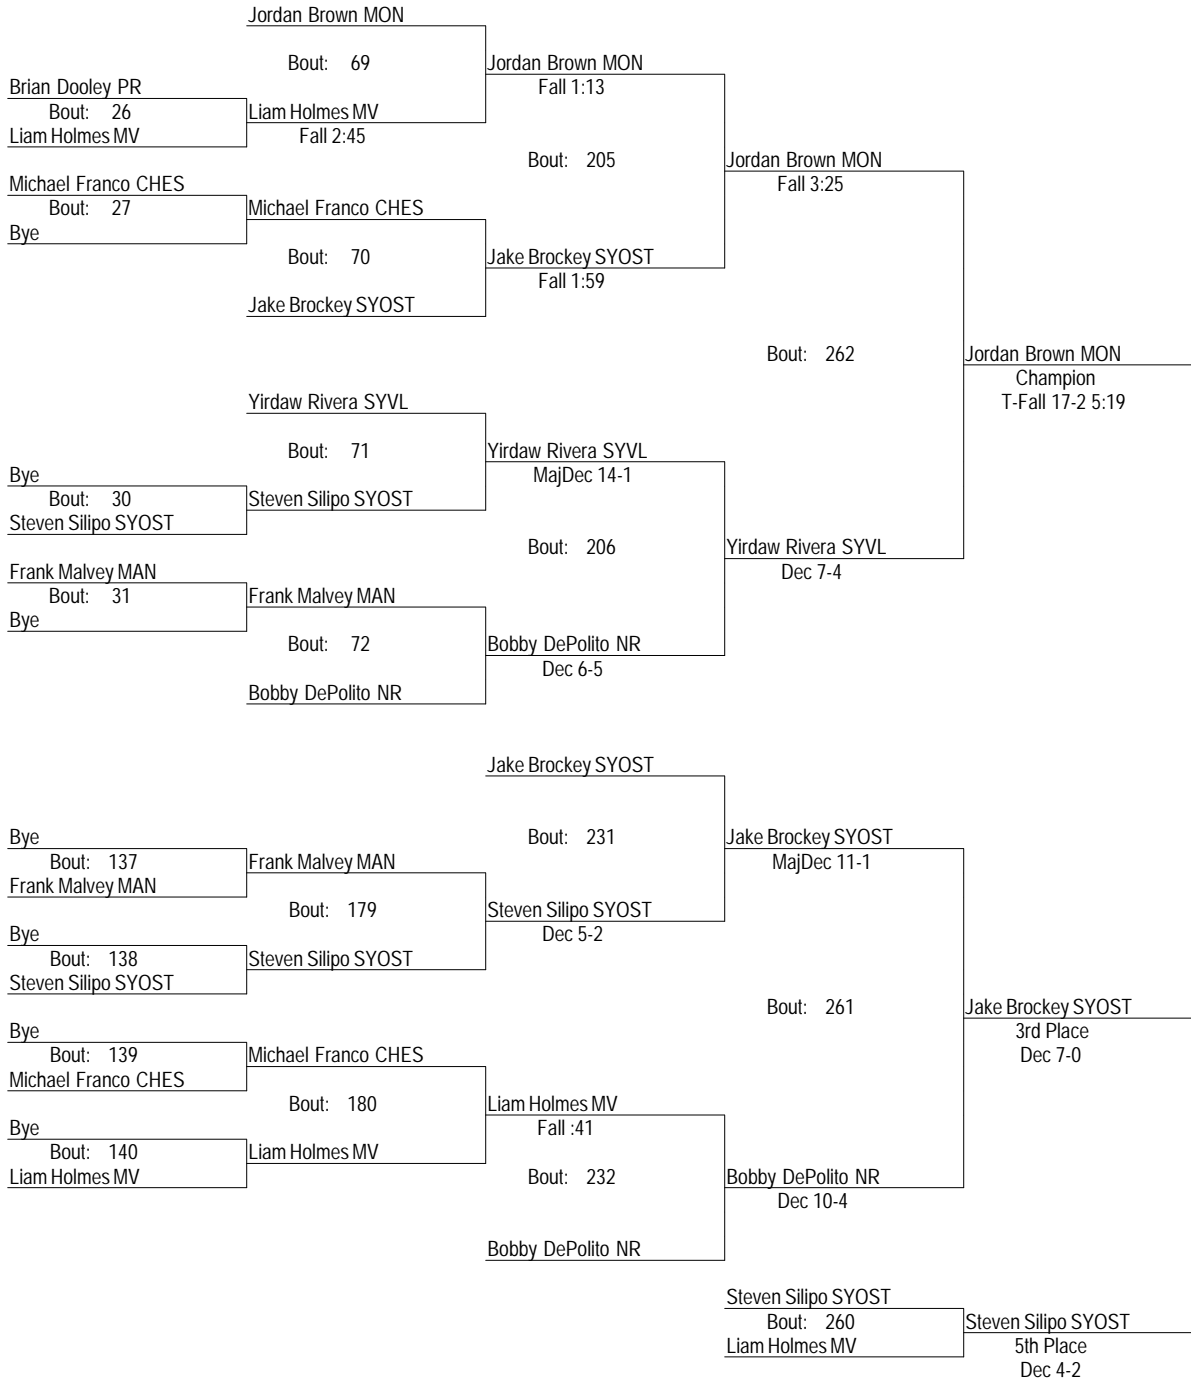 Jordan Brown MON
Bout: 69
Jordan Brown MON
Brian Dooley PR
Fall 1:13
Bout: 26
Liam Holmes MV
Liam Holmes MV
Fall 2:45
Bout: 205
Jordan Brown MON
Michael Franco CHES
Fall 3:25
Bout: 27
Michael Franco CHES
Bye
Bout: 70
Jake Brockey SYOST
Fall 1:59
Jake Brockey SYOST
Bout: 262
Jordan Brown MON
Champion
T-Fall 17-2 5:19
Yirdaw Rivera SYVL
Bout: 71
Yirdaw Rivera SYVL
Bye
MajDec 14-1
Bout: 30
Steven Silipo SYOST
Steven Silipo SYOST
Bout: 206
Yirdaw Rivera SYVL
Frank Malvey MAN
Dec 7-4
Bout: 31
Frank Malvey MAN
Bye
Bout: 72
Bobby DePolito NR
Dec 6-5
Bobby DePolito NR
Jake Brockey SYOST
Bye
Bout: 231
Jake Brockey SYOST
Bout: 137
Frank Malvey MAN
MajDec 11-1
Frank Malvey MAN
Bout: 179
Steven Silipo SYOST
Bye
Dec 5-2
Bout: 138
Steven Silipo SYOST
Steven Silipo SYOST
Bout: 261
Jake Brockey SYOST
Bye
3rd Place
Bout: 139
Michael Franco CHES
Dec 7-0
Michael Franco CHES
Bout: 180
Liam Holmes MV
Bye
Fall :41
Bout: 140
Liam Holmes MV
Liam Holmes MV
Bout: 232
Bobby DePolito NR
Dec 10-4
Bobby DePolito NR
Steven Silipo SYOST
Bout: 260
Steven Silipo SYOST
Liam Holmes MV
5th Place
Dec 4-2